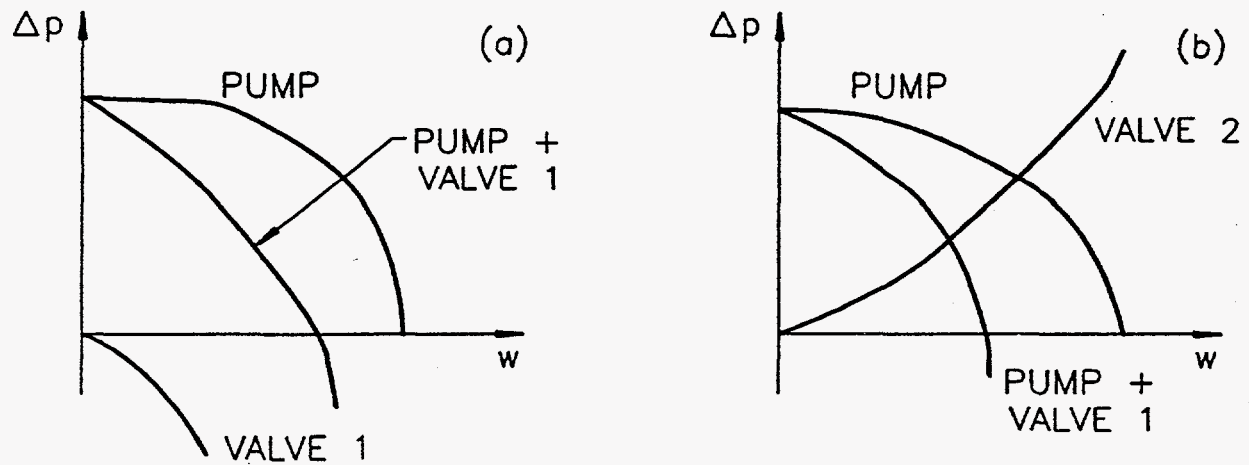 Δp
(a)
PUMP
PUMP +
VALVE 1
w
VALVE 1
Δp
(b)
PUMP
VALVE 2
w
PUMP +
VALVE 1